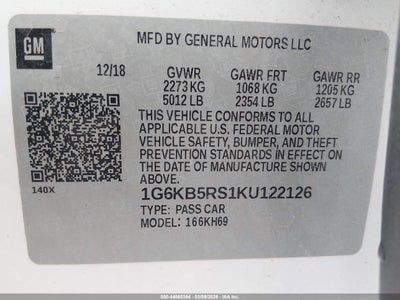 GM
MFD BY GENERAL MOTORS LLC
12/18 GVWR GAWR FRT GAWR RR
2273 KG 1068 KG 1205 KG
5012 LB 2354 LB 2657 LB
THIS VEHICLE CONFORMS TO ALL
APPLICABLE U.S. FEDERAL MOTOR
VEHICLE SAFETY, BUMPER, AND THEFT
PREVENTION STANDARDS IN EFFECT ON
THE DATE OF MANUFACTURE SHOWN
ABOVE.
140X
1G6KB5RS1KU122126
TYPE: PASS CAR
MODEL: 166KH69